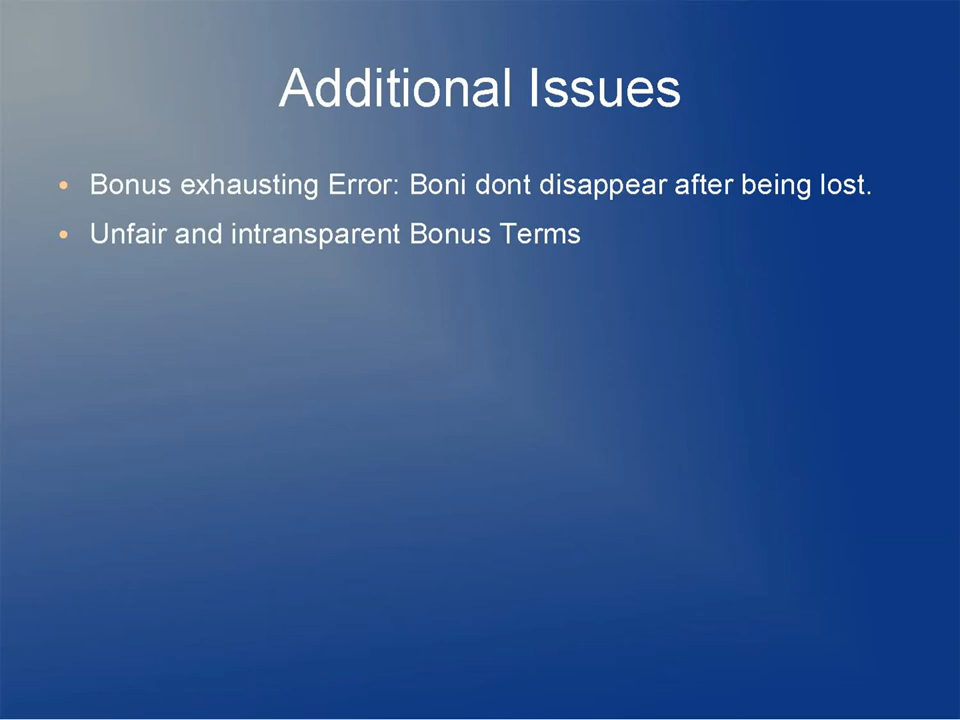 Additional Issues
• Bonus exhausting Error: Boni dont disappear after being lost.
• Unfair and intransparent Bonus Terms